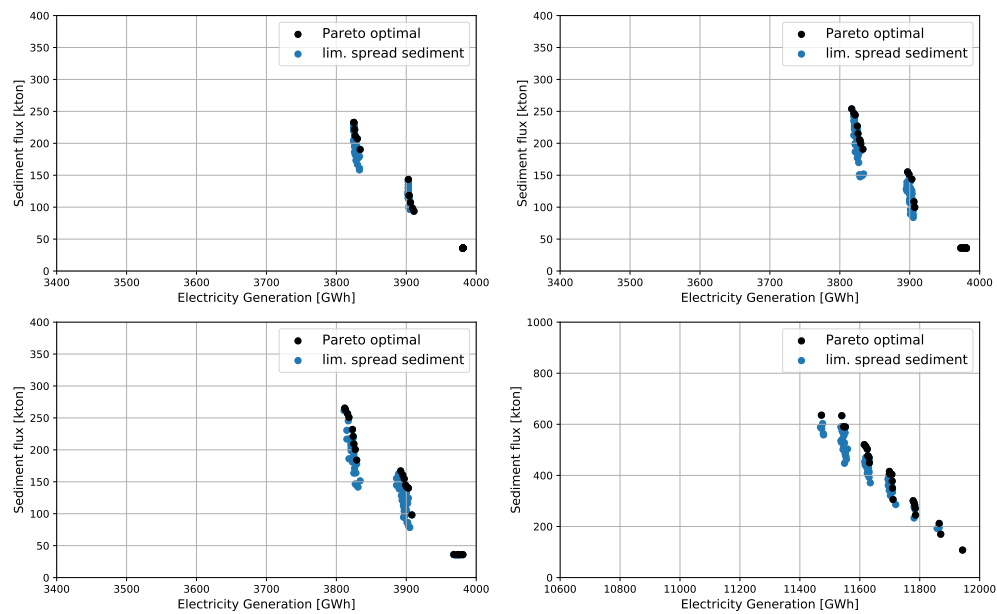 400
350
300
250
200
150
100
50
0
Sediment flux [kton]
Pareto optimal
lim. spread sediment
3400 3500 3600 3700 3800 3900 4000
Electricity Generation [GWh]
400
350
300
250
200
150
100
50
0
Sediment flux [kton]
Pareto optimal
lim. spread sediment
3400 3500 3600 3700 3800 3900 4000
Electricity Generation [GWh]
400
350
300
250
200
150
100
50
0
Sediment flux [kton]
Pareto optimal
lim. spread sediment
3400 3500 3600 3700 3800 3900 4000
Electricity Generation [GWh]
1000
800
600
400
200
0
Sediment flux [kton]
Pareto optimal
lim. spread sediment
10600 10800 11000 11200 11400 11600 11800 12000
Electricity Generation [GWh]